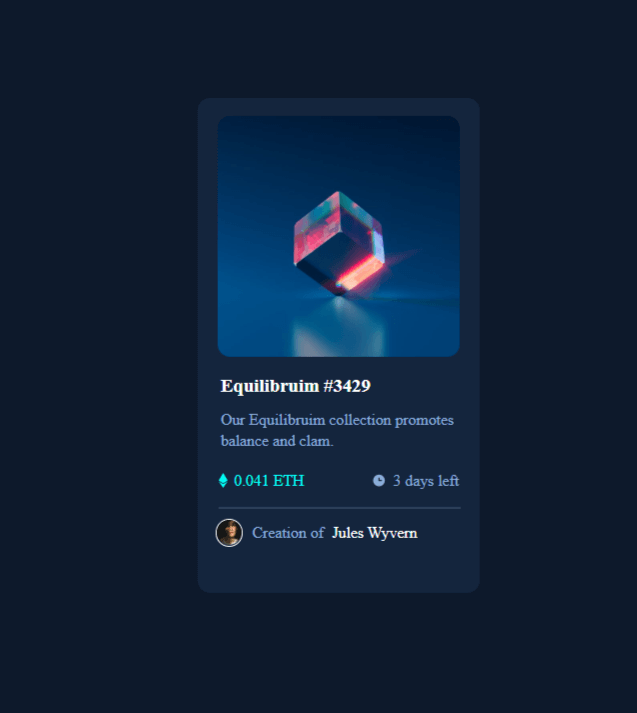 Equilibruim #3429
Our Equilibruim collection promotes
balance and clam.
0.041 ETH
3 days left
Creation of Jules Wyvern